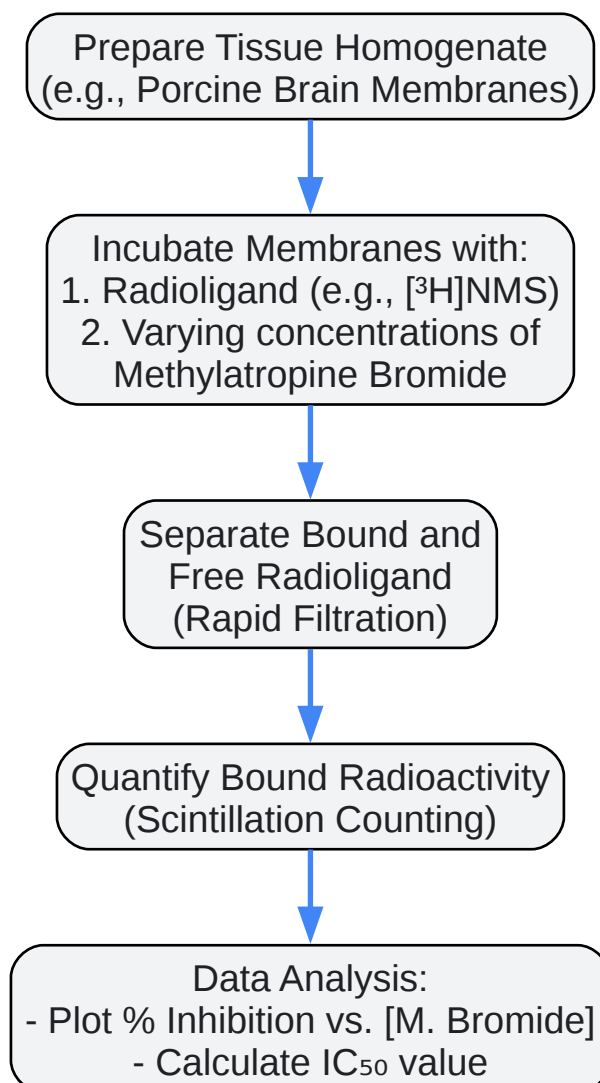 Prepare Tissue Homogenate
(e.g., Porcine Brain Membranes)
Incubate Membranes with:
1. Radioligand (e.g., [³H]NMS)
2. Varying concentrations of
Methylatropine Bromide
Separate Bound and
Free Radioligand
(Rapid Filtration)
Quantify Bound Radioactivity
(Scintillation Counting)
Data Analysis:
- Plot % Inhibition vs. [M. Bromide]
- Calculate IC₅₀ value